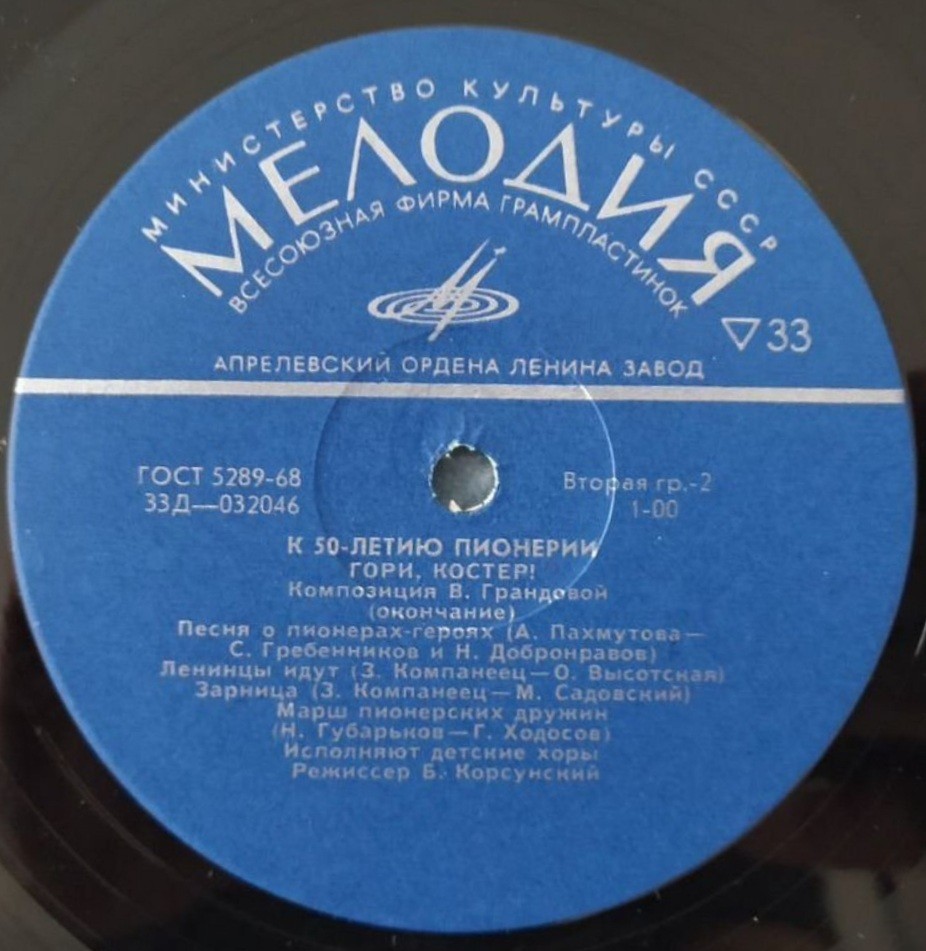 МИНИСТЕРСТВО КУЛЬТУРЫ СССР
МЕЛОДИЯ
ВСЕСОЮЗНАЯ ФИРМА ГРАМПЛАСТИНОК
33
АПРЕЛЕВСКИЙ ОРДЕНА ЛЕНИНА ЗАВОД
ГОСТ 5289-68
33Д—032046
Вторая гр.-2
1-00
К 50-ЛЕТИЮ ПИОНЕРИИ
ГОРИ, КОСТЕР!
Композиция В. Грандовой
(окончание)
Песня о пионерах-героях (А. Пахмутова—
С. Гребенников и Н. Добронравов)
Ленинцы идут (З. Компанеец—О. Высотская)
Зарница (З. Компанеец—М. Садовский)
Марш пионерских дружин
(Н. Губарьков—Г. Ходосов)
Исполняют детские хоры
Режиссер Б. Корсунский